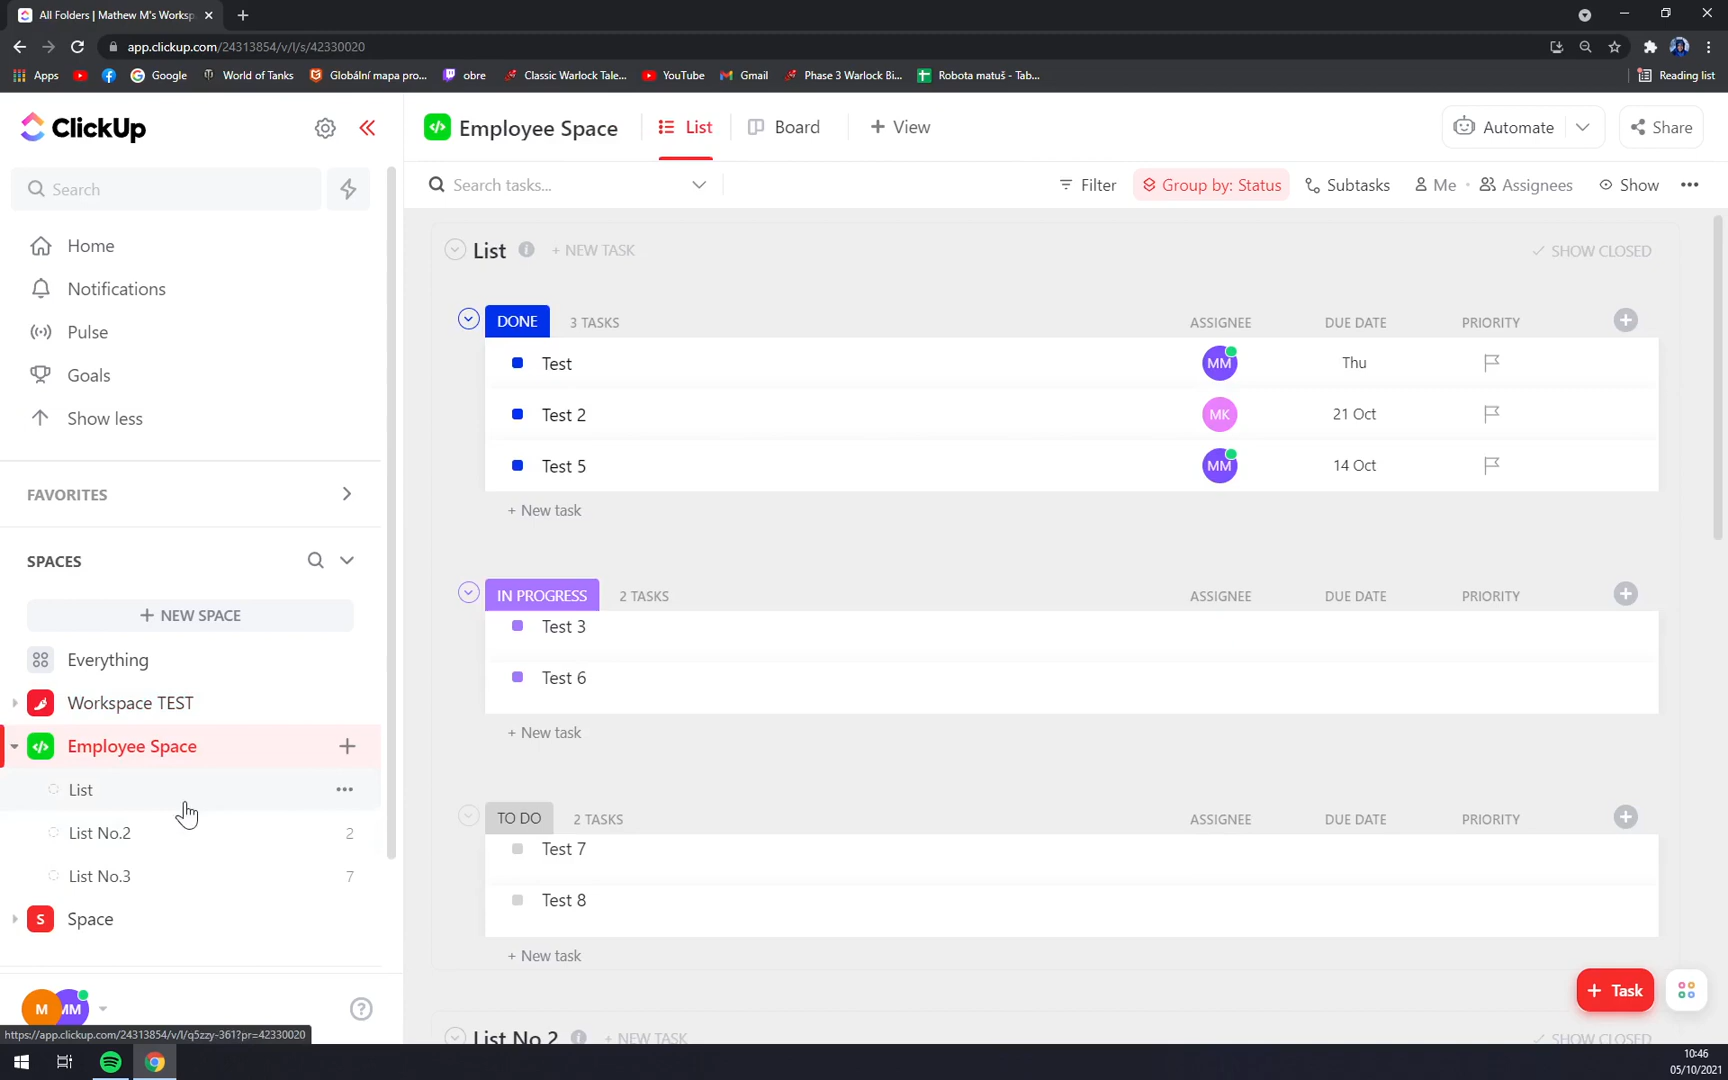 All Folders | Mathew M's Worksp
app.clickup.com/24313854/v/l/s/42330020
Apps
Google
World of Tanks
Globální mapa pro...
obre
Classic Warlock Tale...
YouTube
Gmail
Phase 3 Warlock Bi...
Robota matuš - Tab...
Reading list
ClickUp
Employee Space
List
Board
+ View
Automate
Share
Search
Search tasks...
Filter
Group by: Status
Subtasks
Me
Assignees
Show
Home
Notifications
Pulse
Goals
Show less
FAVORITES
SPACES
+ NEW SPACE
Everything
Workspace TEST
Employee Space
List
List No.2 2
List No.3 7
S Space
M MM
https://app.clickup.com/24313854/v/l/q5zzy-361?pr=42330020
List + NEW TASK SHOW CLOSED
DONE 3 TASKS ASSIGNEE DUE DATE PRIORITY
Test MM Thu
Test 2 MK 21 Oct
Test 5 MM 14 Oct
+ New task
IN PROGRESS 2 TASKS ASSIGNEE DUE DATE PRIORITY
Test 3
Test 6
+ New task
TO DO 2 TASKS ASSIGNEE DUE DATE PRIORITY
Test 7
Test 8
+ New task
+ Task
List No.2 + NEW TASK SHOW CLOSED
10:46
05/10/2021